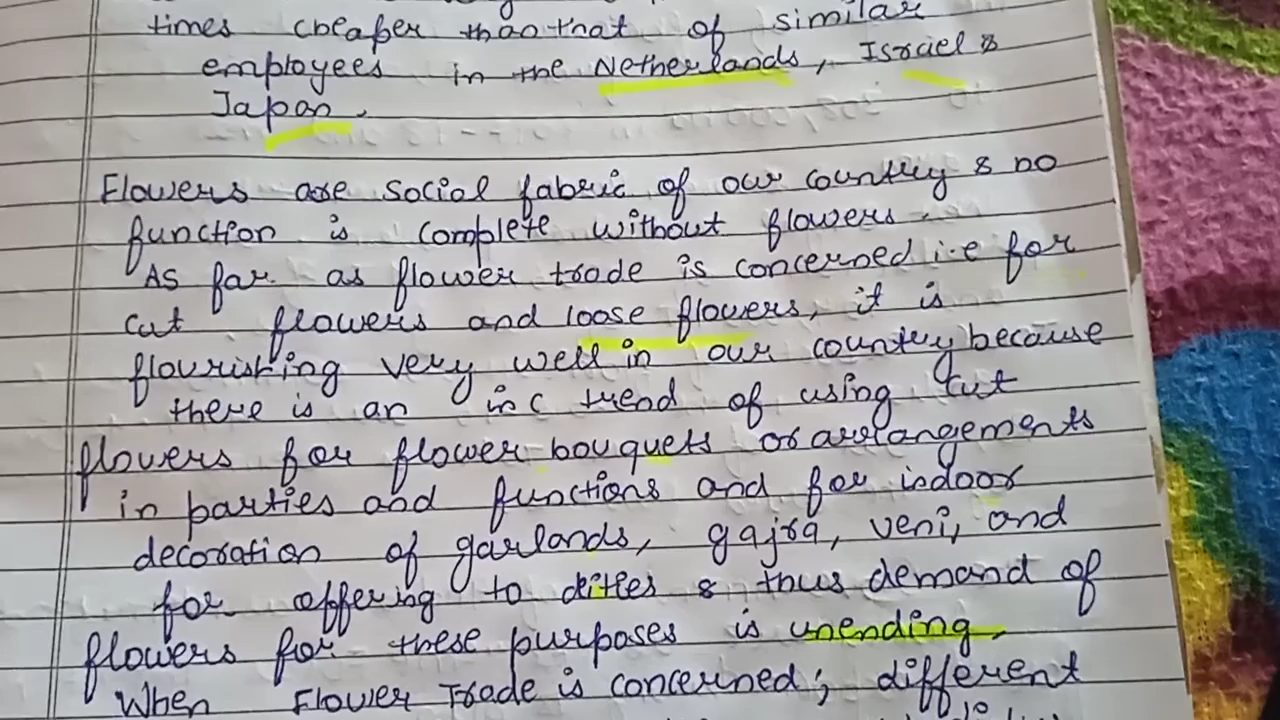 times cheaper than that of similar
employees in the Netherlands, Israel &
Japan.
Flowers are social fabric of our country & no
function is complete without flowers.
As far as flower trade is concerned i.e for
cut flowers and loose flowers, it is
flourishing very well in our country because
there is an inc trend of using cut
flowers for flower bouquets or arrangements
in parties and functions and for indoor
decoration of garlands, gajra, veni, and
for offering to dities & thus demand of
flowers for these purposes is unending.
When Flower Trade is concerned; different